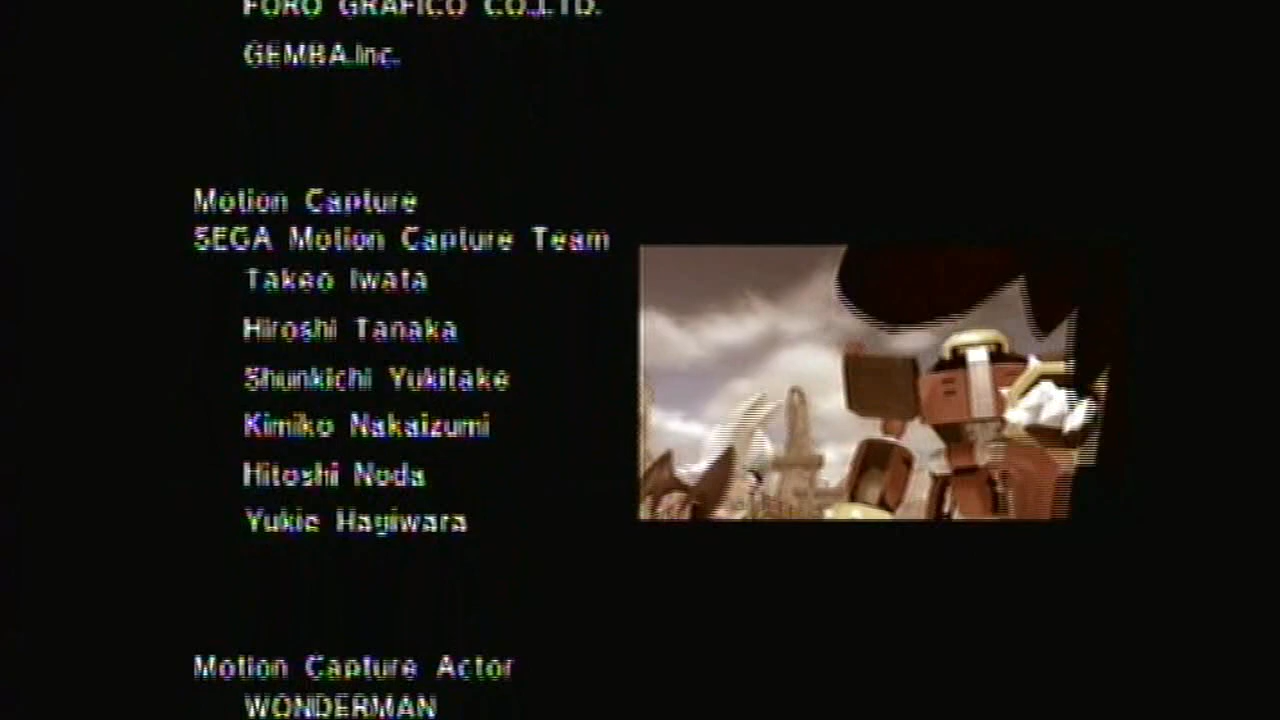 FORO GRAFICO CO.,LTD.
GEMBA.Inc.
Motion Capture
SEGA Motion Capture Team
Takeo Iwata
Hiroshi Tanaka
Shunkichi Yukitake
Kimiko Nakaizumi
Hitoshi Noda
Yukie Hagiwara
Motion Capture Actor
WONDERMAN